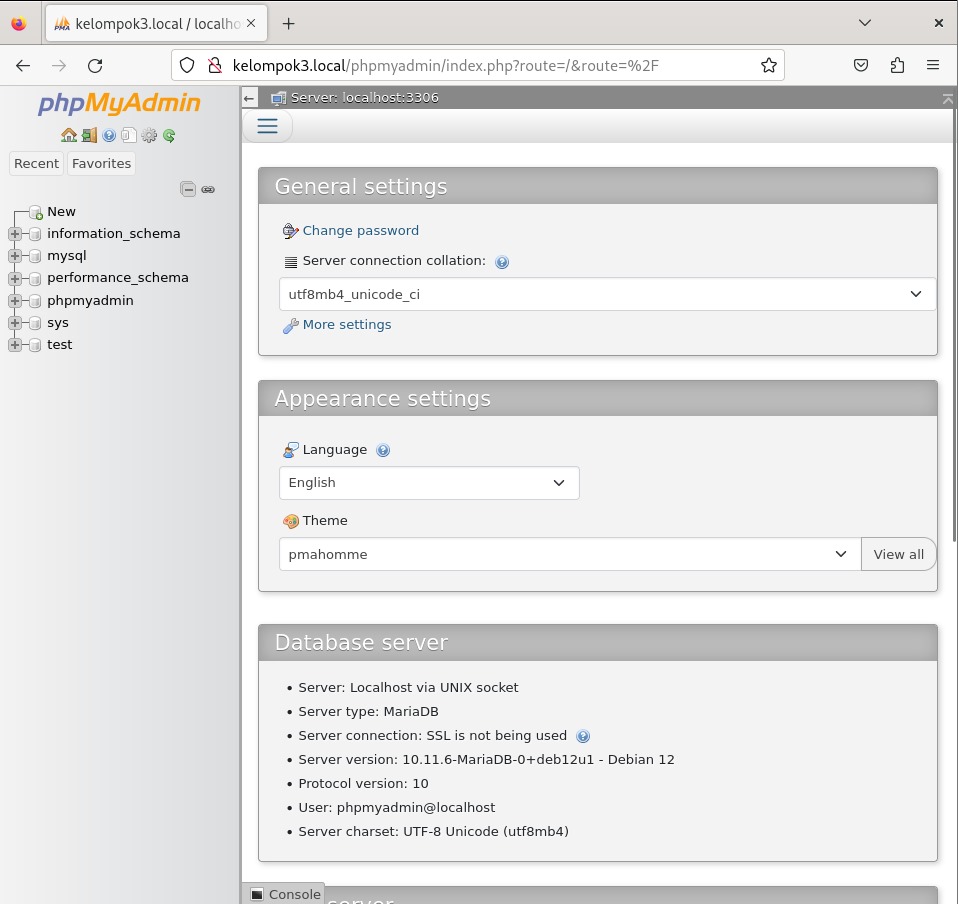 kelompok3.local / localho
kelompok3.local/phpmyadmin/index.php?route=/&route=%2F
phpMyAdmin
Recent
Favorites
New
information_schema
mysql
performance_schema
phpmyadmin
sys
test
Server: localhost:3306
General settings
Change password
Server connection collation:
utf8mb4_unicode_ci
More settings
Appearance settings
Language
English
Theme
pmahomme
View all
Database server
• Server: Localhost via UNIX socket
• Server type: MariaDB
• Server connection: SSL is not being used
• Server version: 10.11.6-MariaDB-0+deb12u1 - Debian 12
• Protocol version: 10
• User: phpmyadmin@localhost
• Server charset: UTF-8 Unicode (utf8mb4)
Console
server